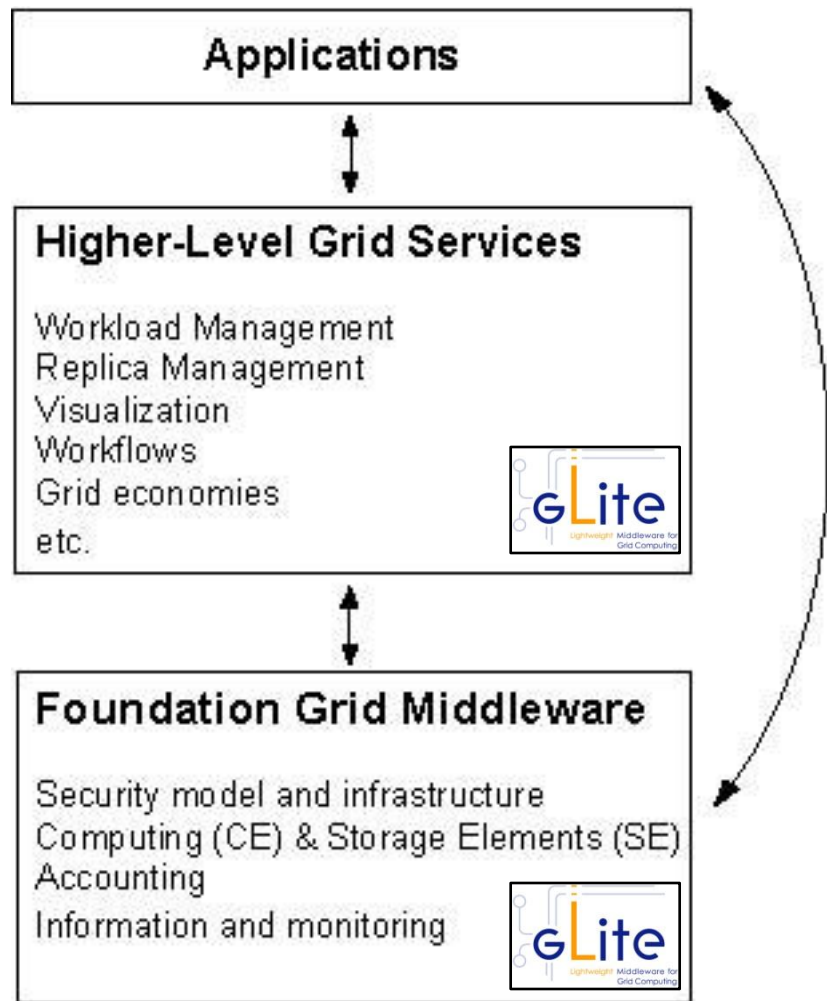 Applications
Higher-Level Grid Services
Workload Management
Replica Management
Visualization
Workflows
Grid economies
etc.
gLite
Lightweight Middleware for
Grid Computing
Foundation Grid Middleware
Security model and infrastructure
Computing (CE) & Storage Elements (SE)
Accounting
Information and monitoring
gLite
Lightweight Middleware for
Grid Computing